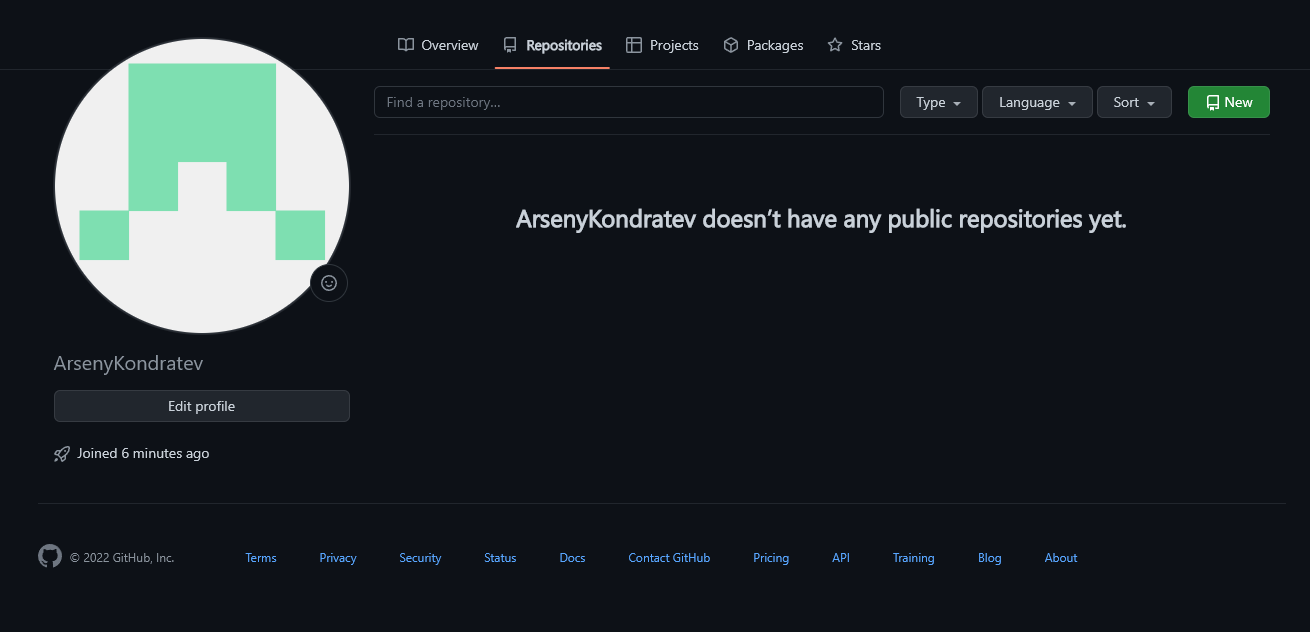 Overview Repositories Projects Packages Stars
Find a repository... Type Language Sort New
ArsenyKondratev doesn't have any public repositories yet.
ArsenyKondratev
Edit profile
Joined 6 minutes ago
© 2022 GitHub, Inc. Terms Privacy Security Status Docs Contact GitHub Pricing API Training Blog About